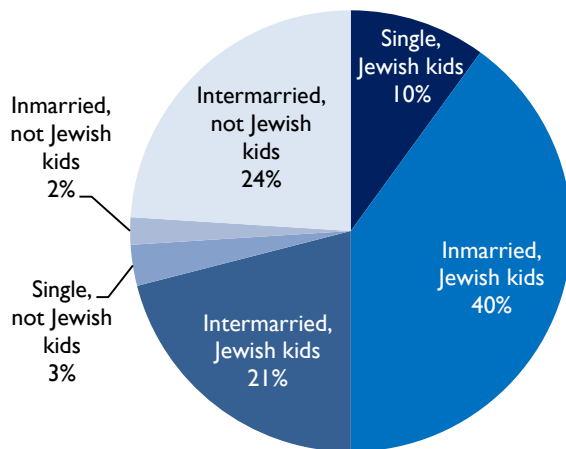 Single,
Jewish kids
10%
Inmarried,
Jewish kids
40%
Intermarried,
Jewish kids
21%
Single,
not Jewish
kids
3%
Inmarried,
not Jewish
kids
2%
Intermarried,
not Jewish
kids
24%